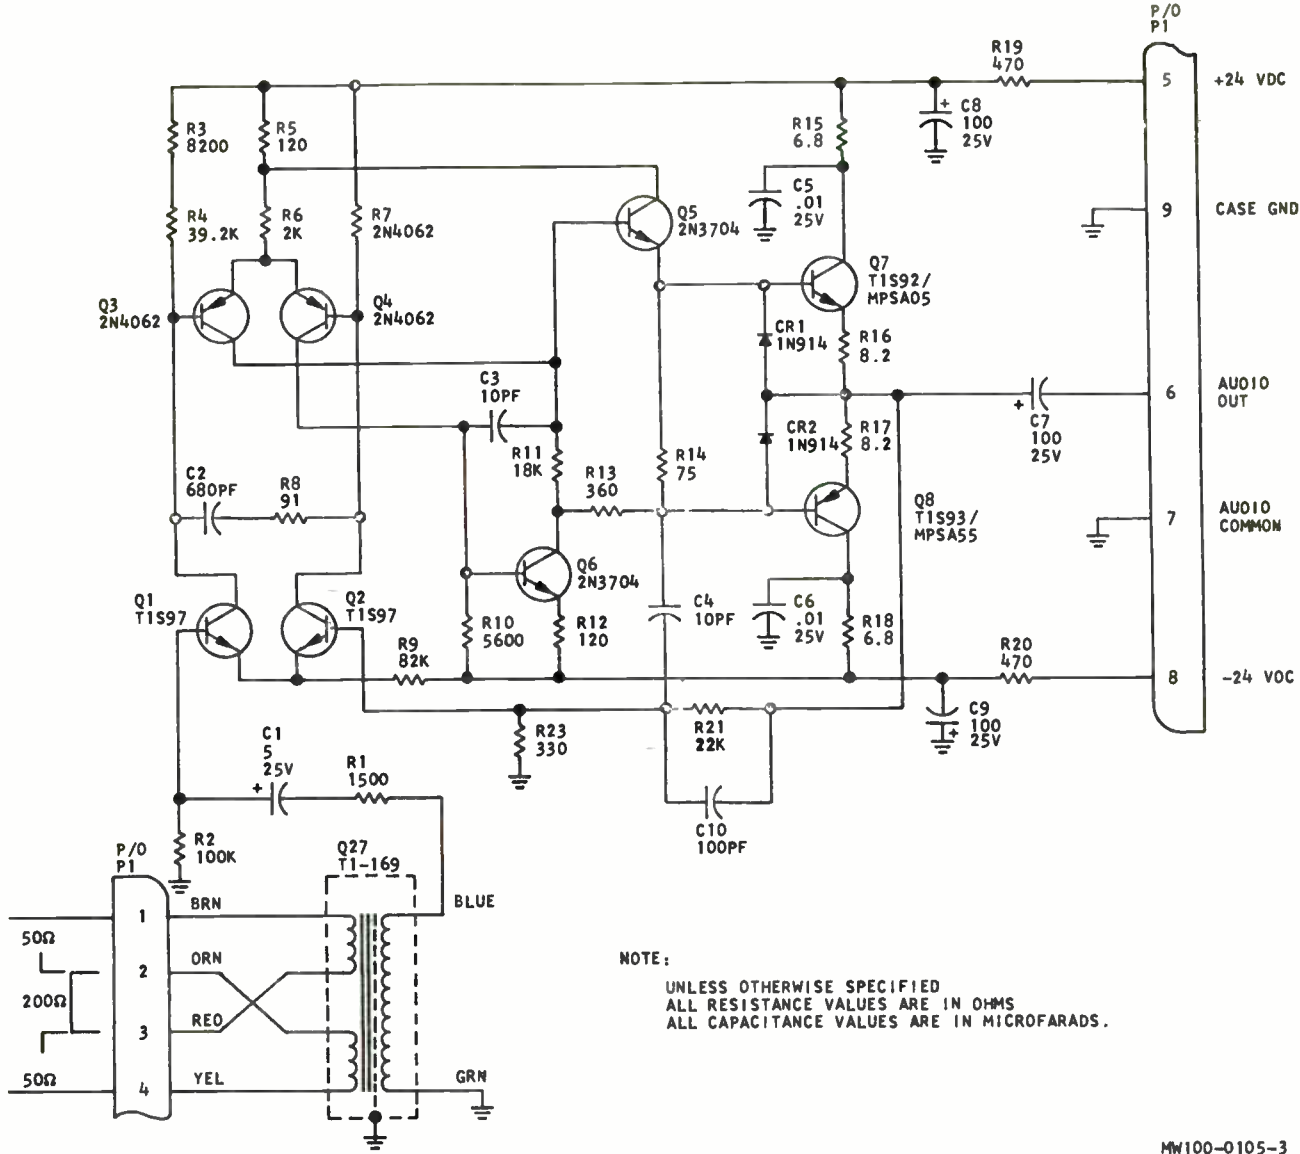 P/O
P1
R19
470
5
+24 VDC
+
C8
100
25V
R3
8200
R5
120
R15
6.8
C5
.01
25V
9
CASE GND
R4
39.2K
R6
2K
R7
2N4062
Q5
2N3704
Q7
T1S92/
MPSA05
Q3
2N4062
Q4
2N4062
CR1
1N914
R16
8.2
C3
10PF
AUDIO
OUT
6
+
C7
100
25V
CR2
1N914
R17
8.2
R11
18K
R13
360
R14
75
C2
680PF
R8
91
Q8
T1S93/
MPSA55
7
AUDIO
COMMON
Q6
2N3704
Q1
T1S97
Q2
T1S97
C4
10PF
C6
.01
25V
R18
6.8
R10
5600
R12
120
R9
82K
R20
470
8
-24 VOC
C9
100
25V
+
R23
330
R21
22K
C1
5
25V
+
R1
1500
C10
100PF
R2
100K
P/O
P1
Q27
T1-169
1
BRN
BLUE
50Ω
2
ORN
200Ω
3
REO
50Ω
4
YEL
GRN
NOTE:
UNLESS OTHERWISE SPECIFIED
ALL RESISTANCE VALUES ARE IN OHMS
ALL CAPACITANCE VALUES ARE IN MICROFARADS.
MW100-0105-3